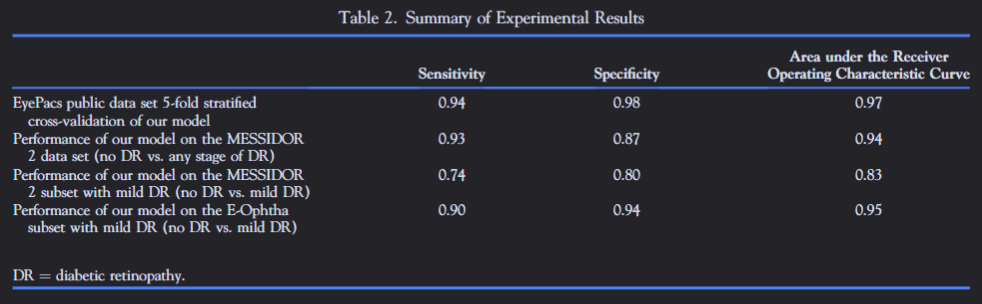 Table 2. Summary of Experimental Results
Sensitivity Specificity Area under the Receiver
Operating Characteristic Curve
EyePacs public data set 5-fold stratified 0.94 0.98 0.97
cross-validation of our model
Performance of our model on the MESSIDOR 0.93 0.87 0.94
2 data set (no DR vs. any stage of DR)
Performance of our model on the MESSIDOR 0.74 0.80 0.83
2 subset with mild DR (no DR vs. mild DR)
Performance of our model on the E-Ophtha 0.90 0.94 0.95
subset with mild DR (no DR vs. mild DR)
DR = diabetic retinopathy.